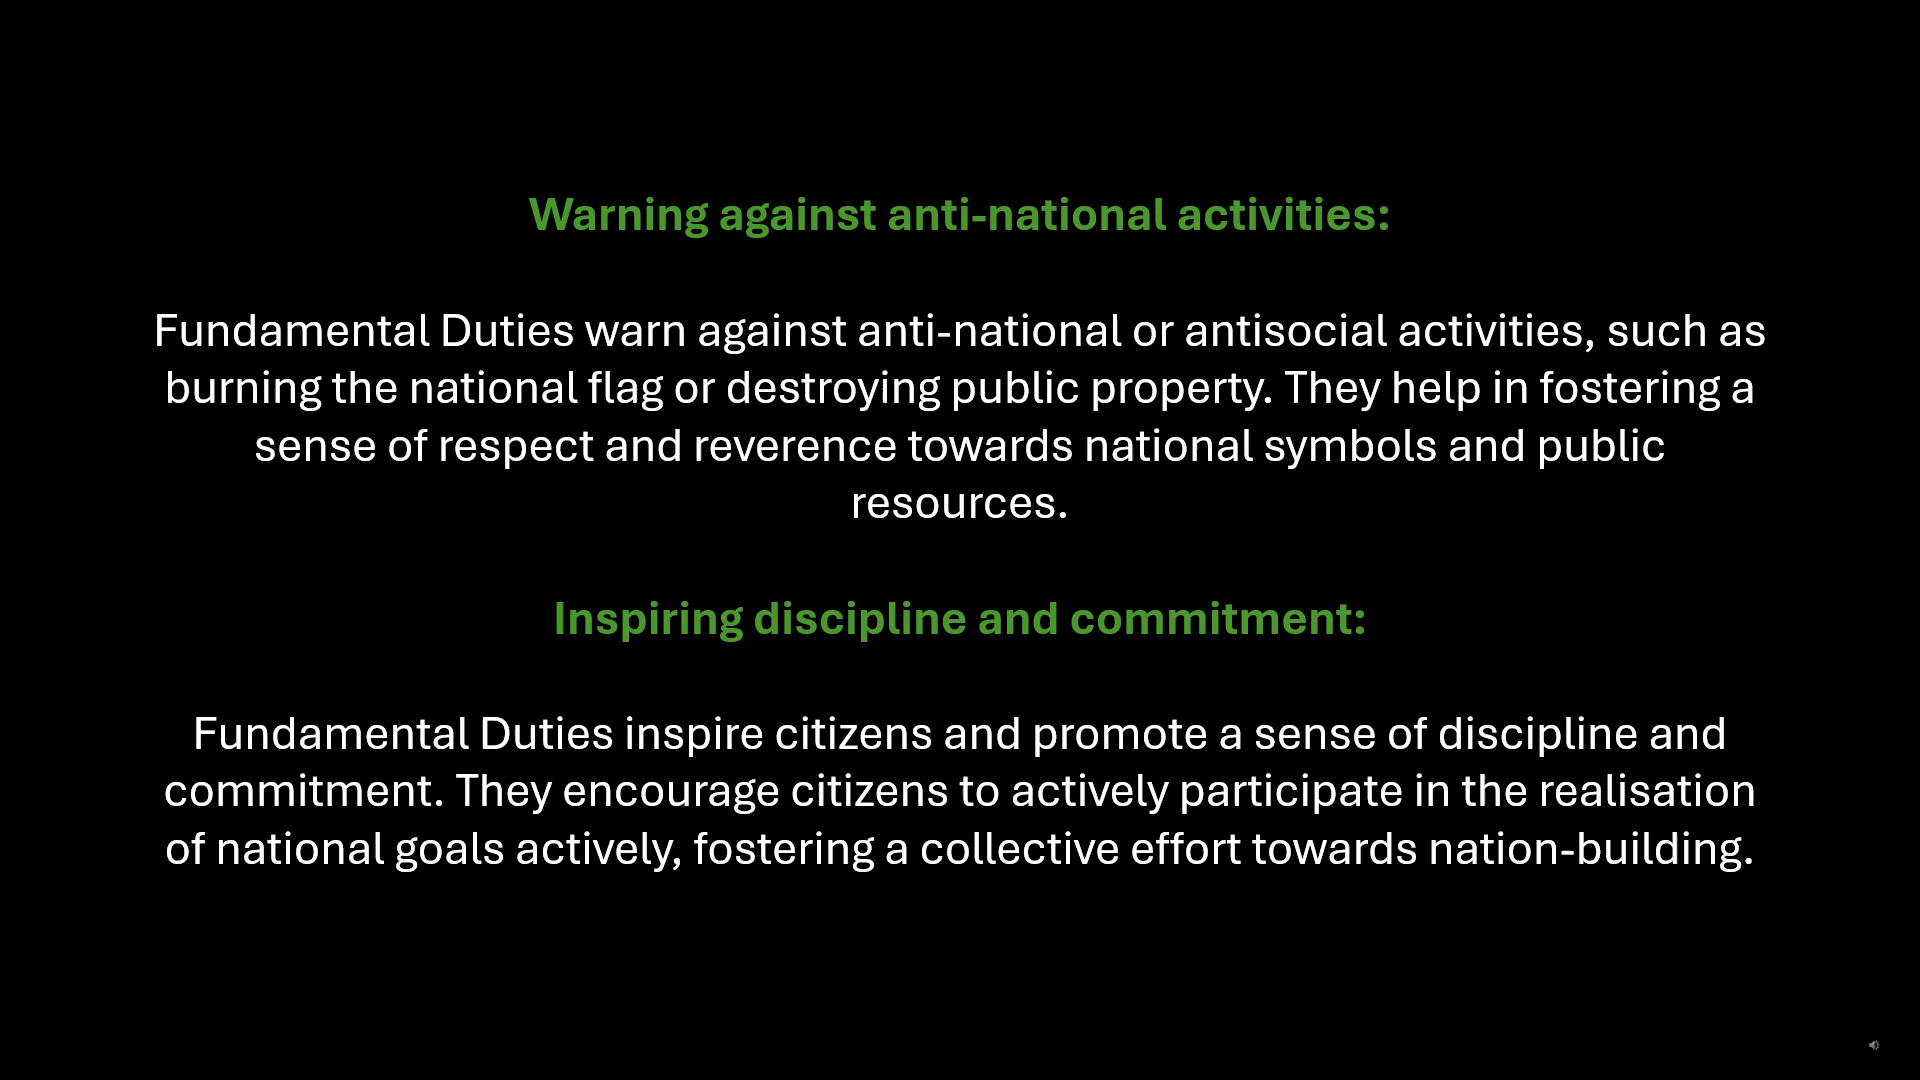 Warning against anti-national activities:
Fundamental Duties warn against anti-national or antisocial activities, such as
burning the national flag or destroying public property. They help in fostering a
sense of respect and reverence towards national symbols and public
resources.
Inspiring discipline and commitment:
Fundamental Duties inspire citizens and promote a sense of discipline and
commitment. They encourage citizens to actively participate in the realisation
of national goals actively, fostering a collective effort towards nation-building.